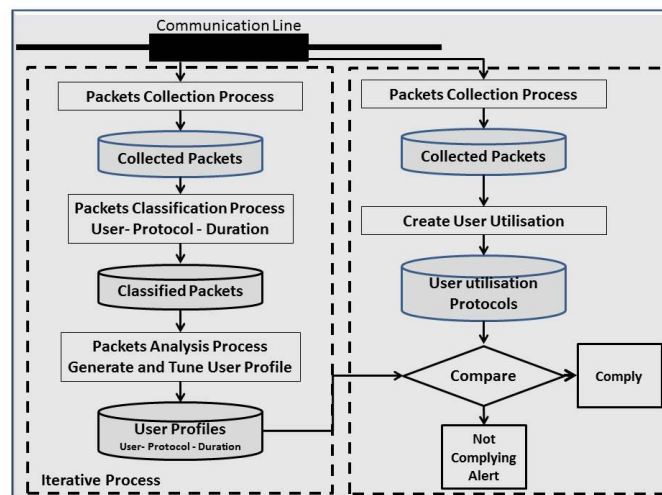 Communication Line
Packets Collection Process
Collected Packets
Packets Classification Process
User- Protocol - Duration
Classified Packets
Packets Analysis Process
Generate and Tune User Profile
User Profiles
User- Protocol - Duration
Iterative Process
Packets Collection Process
Collected Packets
Create User Utilisation
User utilisation
Protocols
Compare
Comply
Not
Complying
Alert